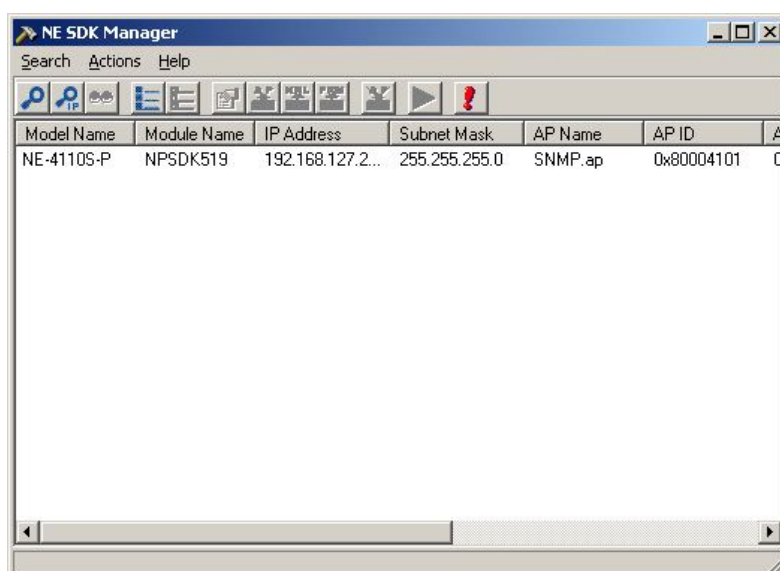 NE SDK Manager
Search Actions Help
IP
Model Name Module Name IP Address Subnet Mask AP Name AP ID A
NE-4110S-P NPSDK519 192.168.127.2... 255.255.255.0 SNMP.ap 0x80004101